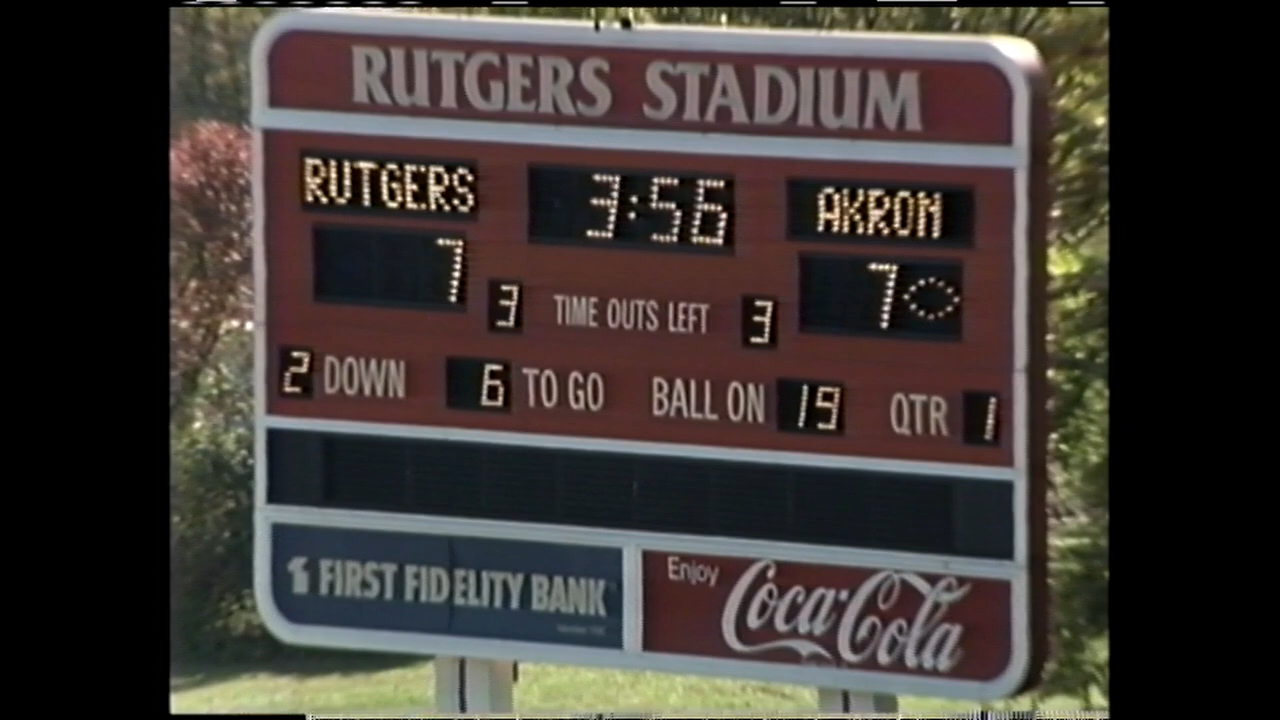 RUTGERS STADIUM
RUTGERS 3:56 AKRON
7 3 TIME OUTS LEFT 3 7
2 DOWN 6 TO GO BALL ON 19 QTR 1
FIRST FIDELITY BANK
Enjoy
Coca-Cola